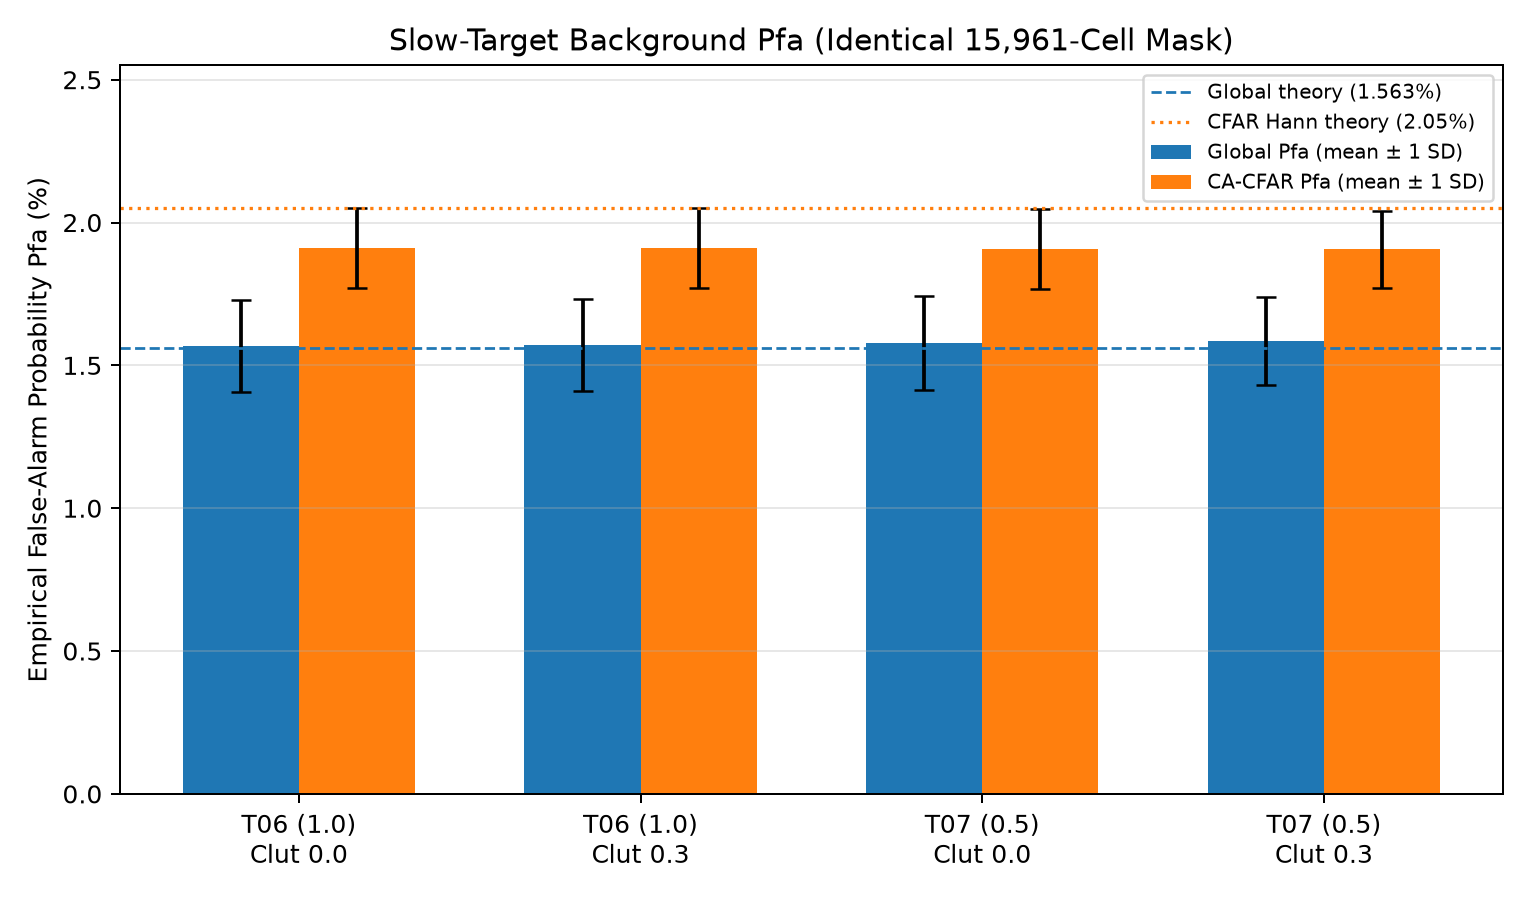 Slow-Target Background Pfa (Identical 15,961-Cell Mask)
Empirical False-Alarm Probability Pfa (%)
2.5
2.0
1.5
1.0
0.5
0.0
Global theory (1.563%)
CFAR Hann theory (2.05%)
Global Pfa (mean ± 1 SD)
CA-CFAR Pfa (mean ± 1 SD)
T06 (1.0)
Clut 0.0
T06 (1.0)
Clut 0.3
T07 (0.5)
Clut 0.0
T07 (0.5)
Clut 0.3